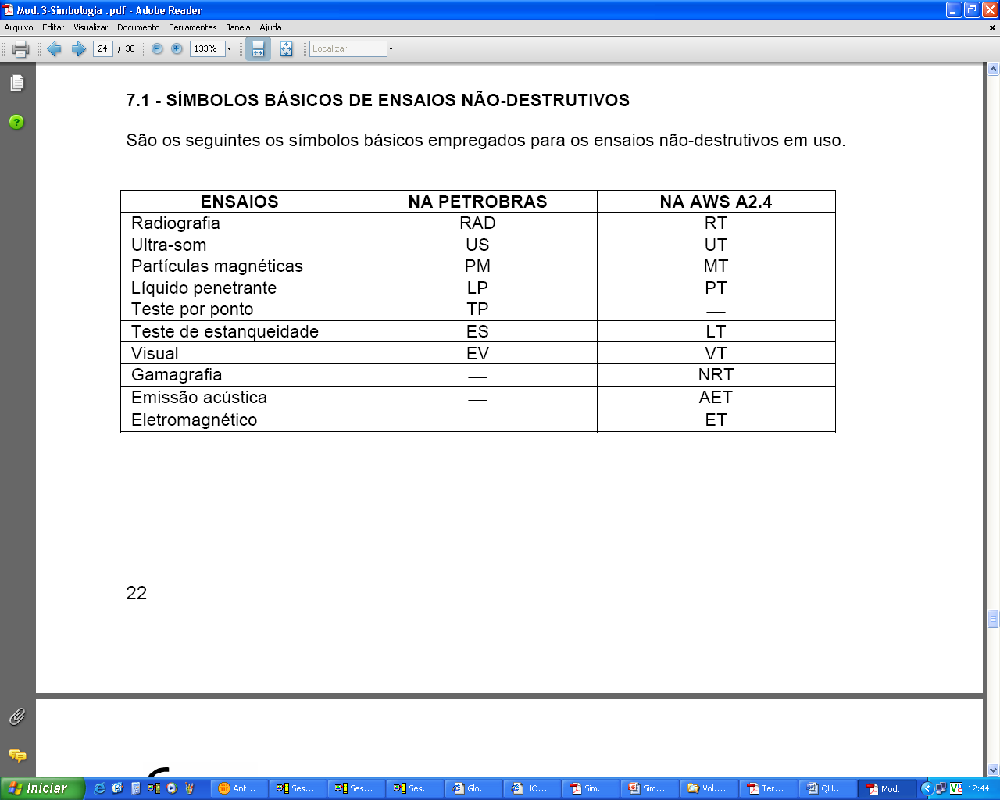 Mod.3-Simbologia .pdf - Adobe Reader
Arquivo Editar Visualizar Documento Ferramentas Janela Ajuda
24 / 30 133% Localizar
7.1 - SÍMBOLOS BÁSICOS DE ENSAIOS NÃO-DESTRUTIVOS
São os seguintes os símbolos básicos empregados para os ensaios não-destrutivos em uso.
ENSAIOS NA PETROBRAS NA AWS A2.4
Radiografia RAD RT
Ultra-som US UT
Partículas magnéticas PM MT
Líquido penetrante LP PT
Teste por ponto TP —
Teste de estanqueidade ES LT
Visual EV VT
Gamagrafia — NRT
Emissão acústica — AET
Eletromagnético — ET
22
Iniciar Ant... Ses... Ses... Ses... Glo... UO... Sim... Sim... Vol.... Ter... QU... Mod... 12:44